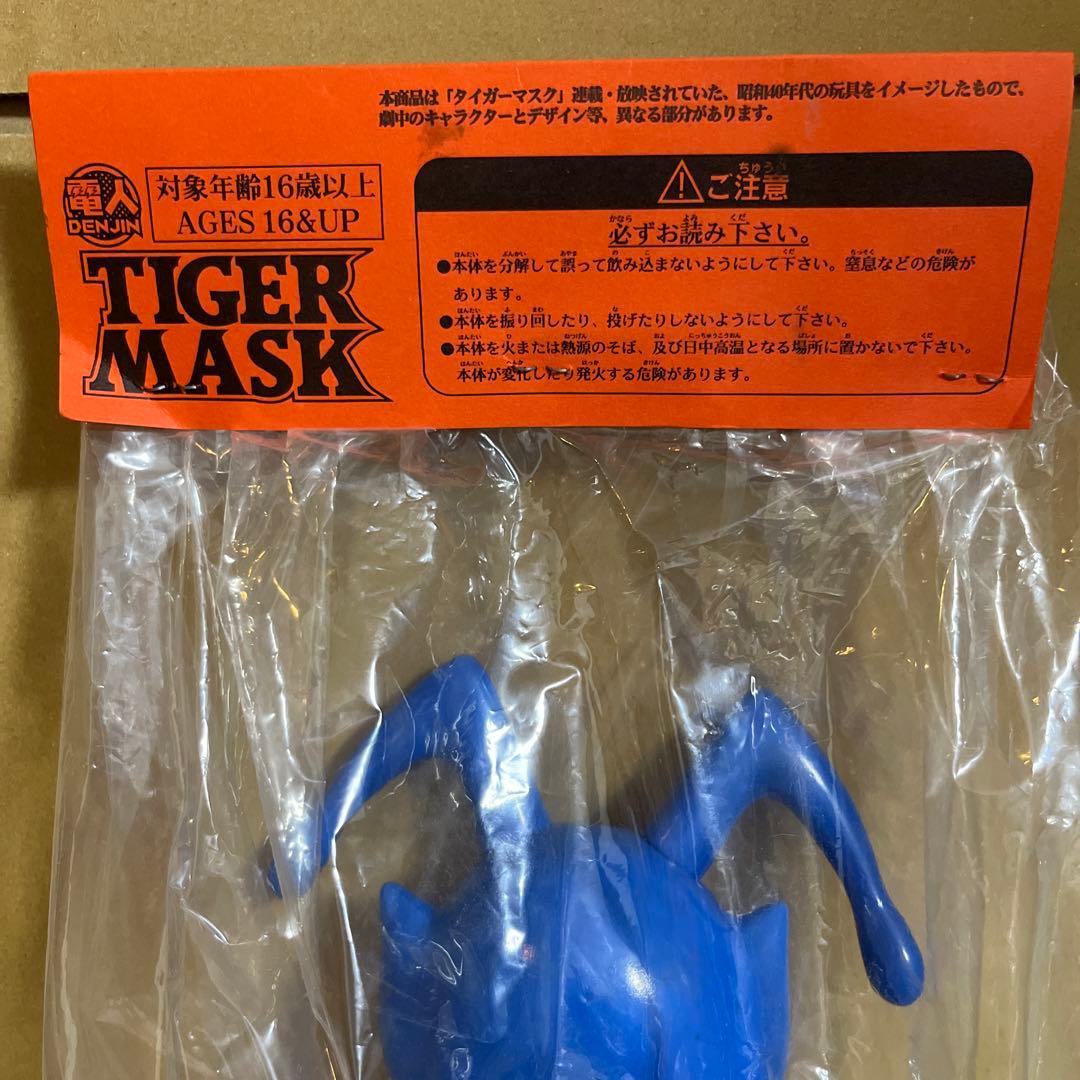 本商品は「タイガーマスク」連載・放映されていた、昭和40年代の玩具をイメージしたもので、
劇中のキャラクターとデザイン等、異なる部分があります。
電人
DENJIN
対象年齢16歳以上
AGES 16&UP
TIGER
MASK
ご注意
必ずお読み下さい。
●本体を分解して誤って飲み込まないようにして下さい。窒息などの危険が
あります。
●本体を振り回したり、投げたりしないようにして下さい。
●本体を火または熱源のそば、及び日中高温となる場所に置かないで下さい。
本体が変化したり発火する危険があります。